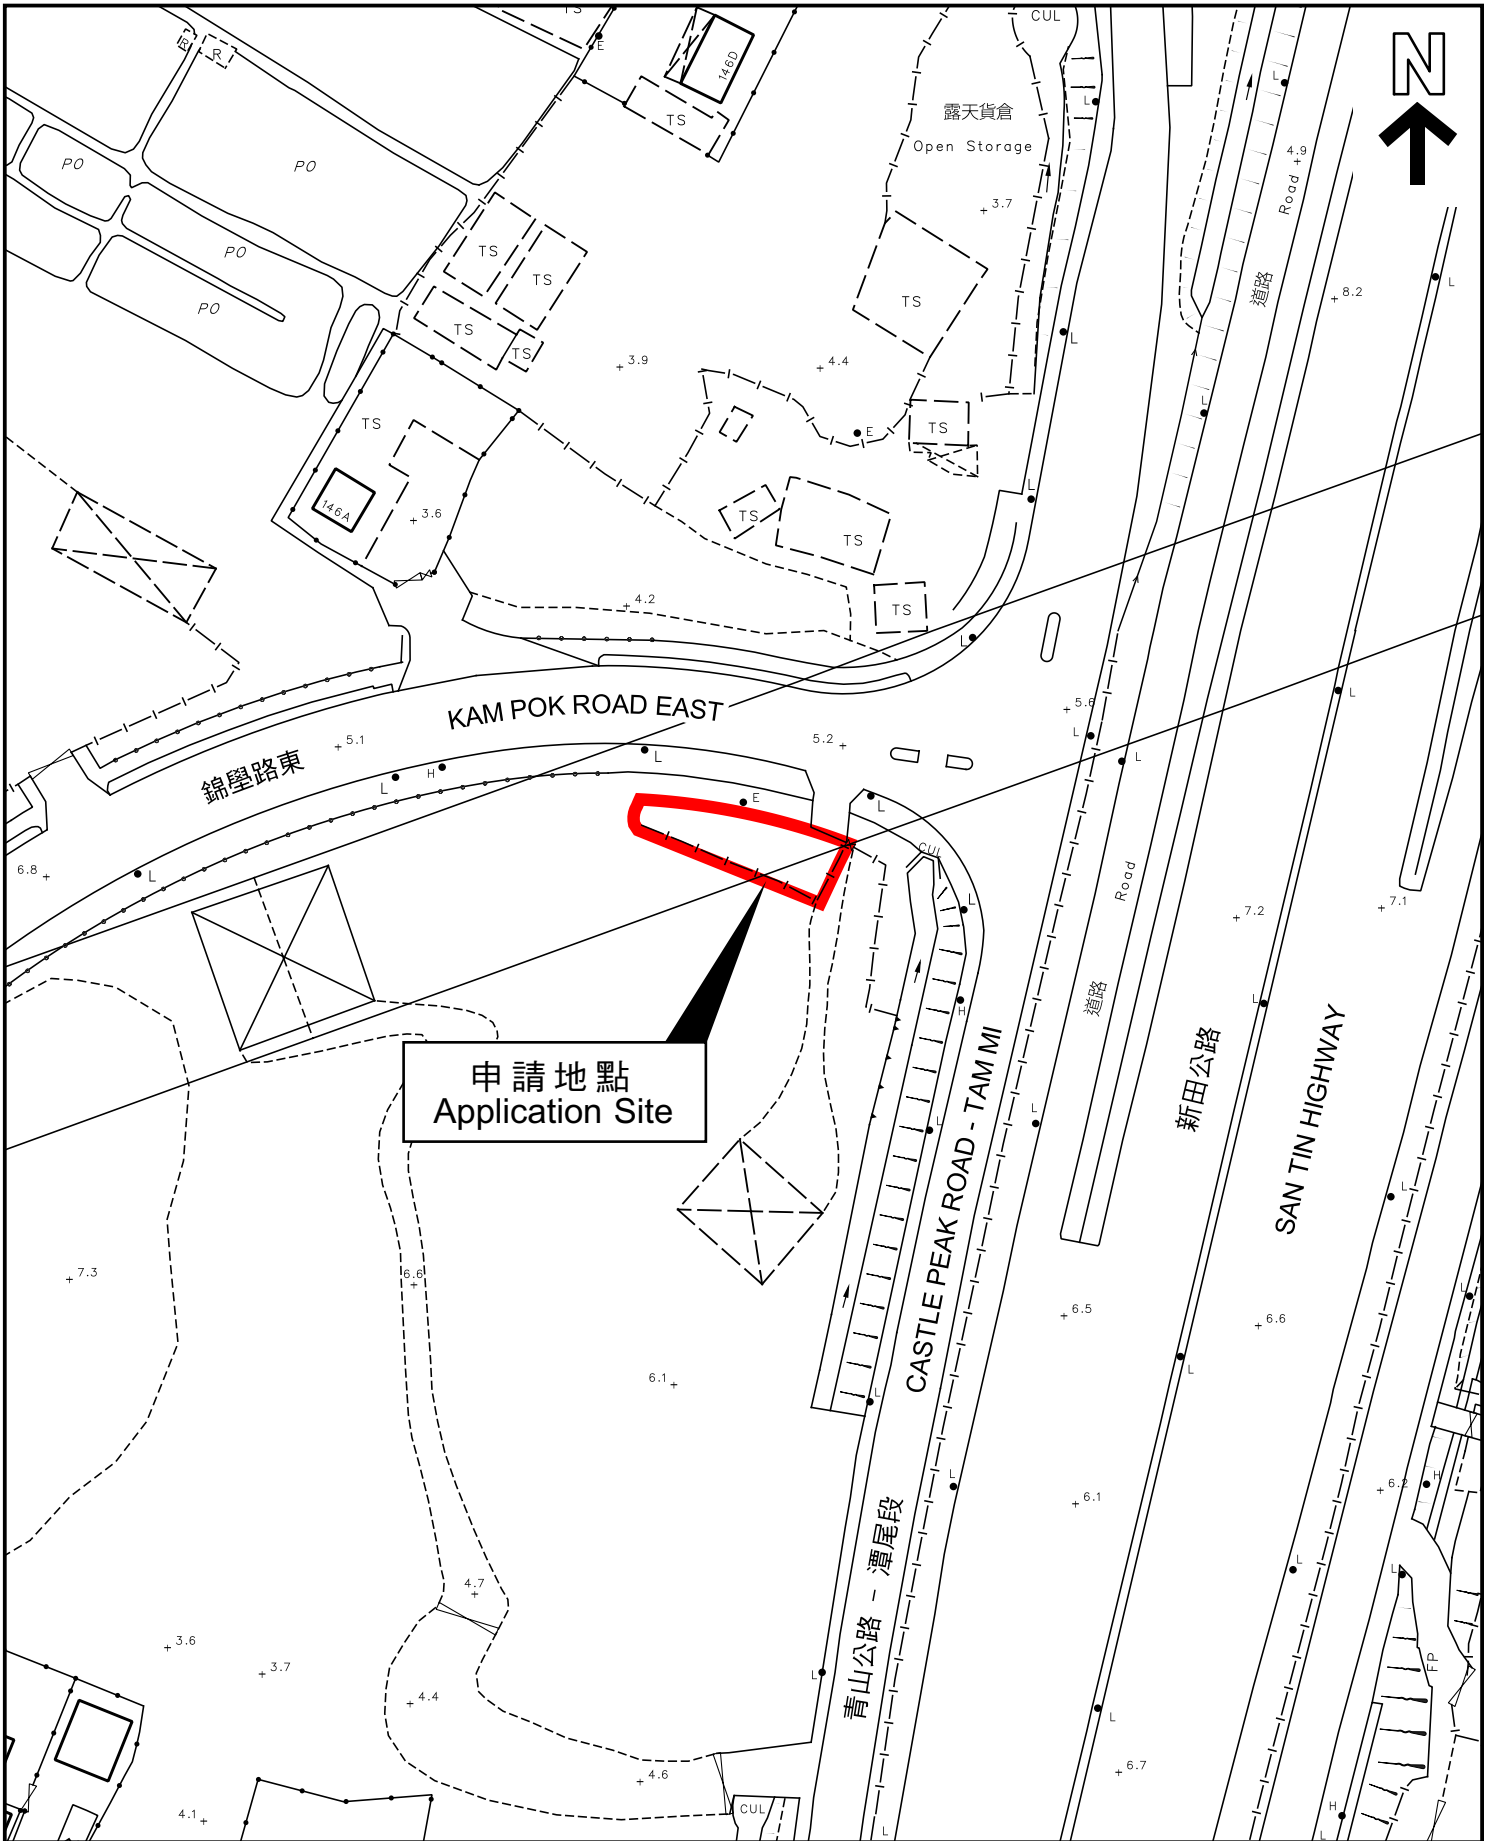 TS
E
146D
CUL
N
R
R
TS
露天貨倉
Open Storage
L
L
4.9
Road
PO
PO
3.7
PO
TS
TS
PO
TS
TS
TS
道路
8.2
L
3.9
4.4
L
TS
E
TS
L
146A
3.6
TS
TS
L
4.2
TS
L
KAM POK ROAD EAST
5.6
L
錦壆路東
5.1
5.2
L
L
H
L
L
E
L
CUL
6.8
L
L
Road
7.2
7.1
道路
L
H
新田公路
SAN TIN HIGHWAY
申請地點
Application Site
CASTLE PEAK ROAD - TAM MI
L
L
L
7.3
6.6
6.5
6.6
L
L
6.1
L
L
6.1
6.2
H
青山公路 - 潭尾段
L
L
4.7
3.6
3.7
4.4
L
FP
L
4.6
6.7
4.1
CUL
H
L
L